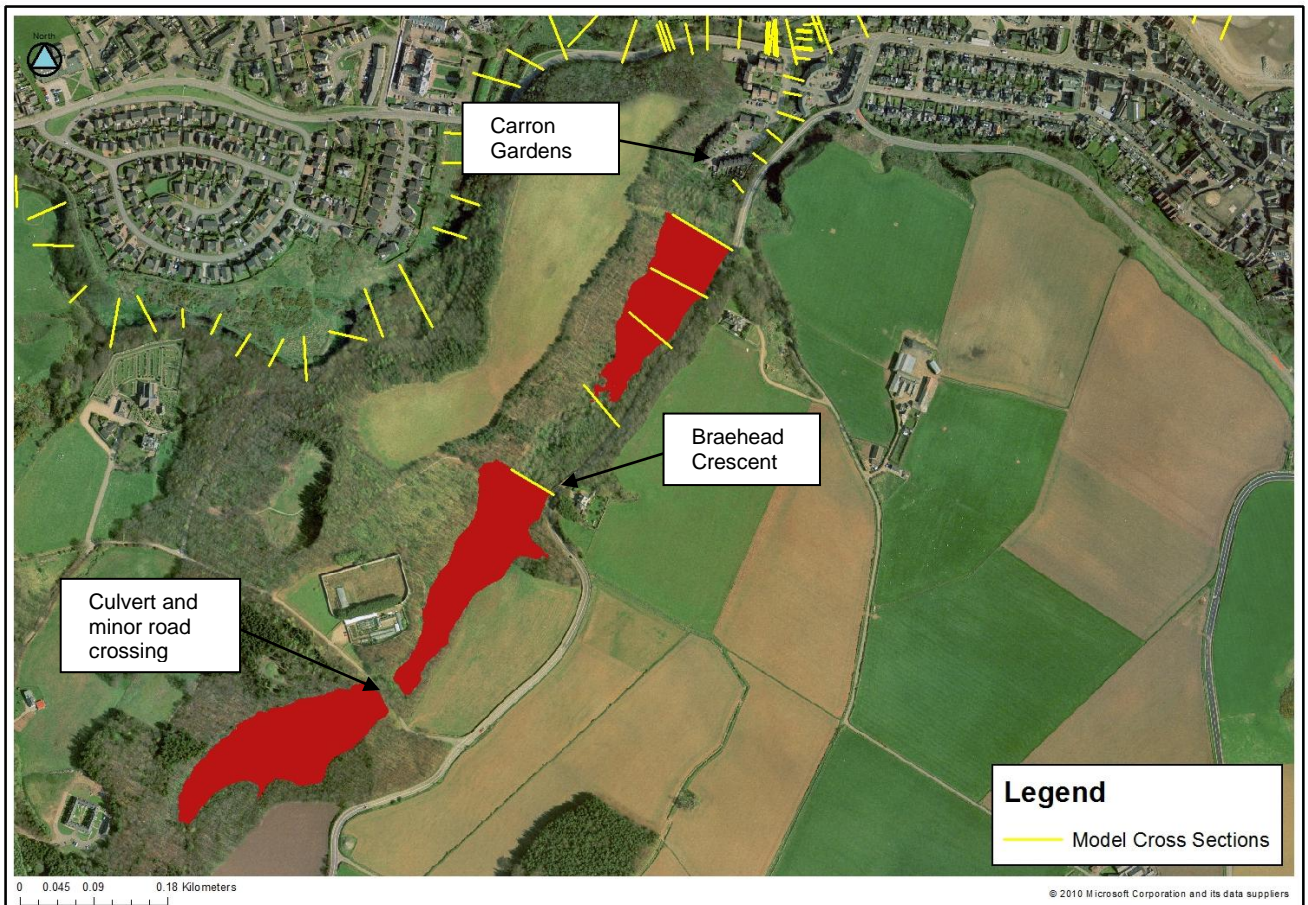 North
Carron
Gardens
Braehead
Crescent
Culvert and
minor road
crossing
Legend
Model Cross Sections
0 0.045 0.09 0.18 Kilometers
© 2010 Microsoft Corporation and its data suppliers